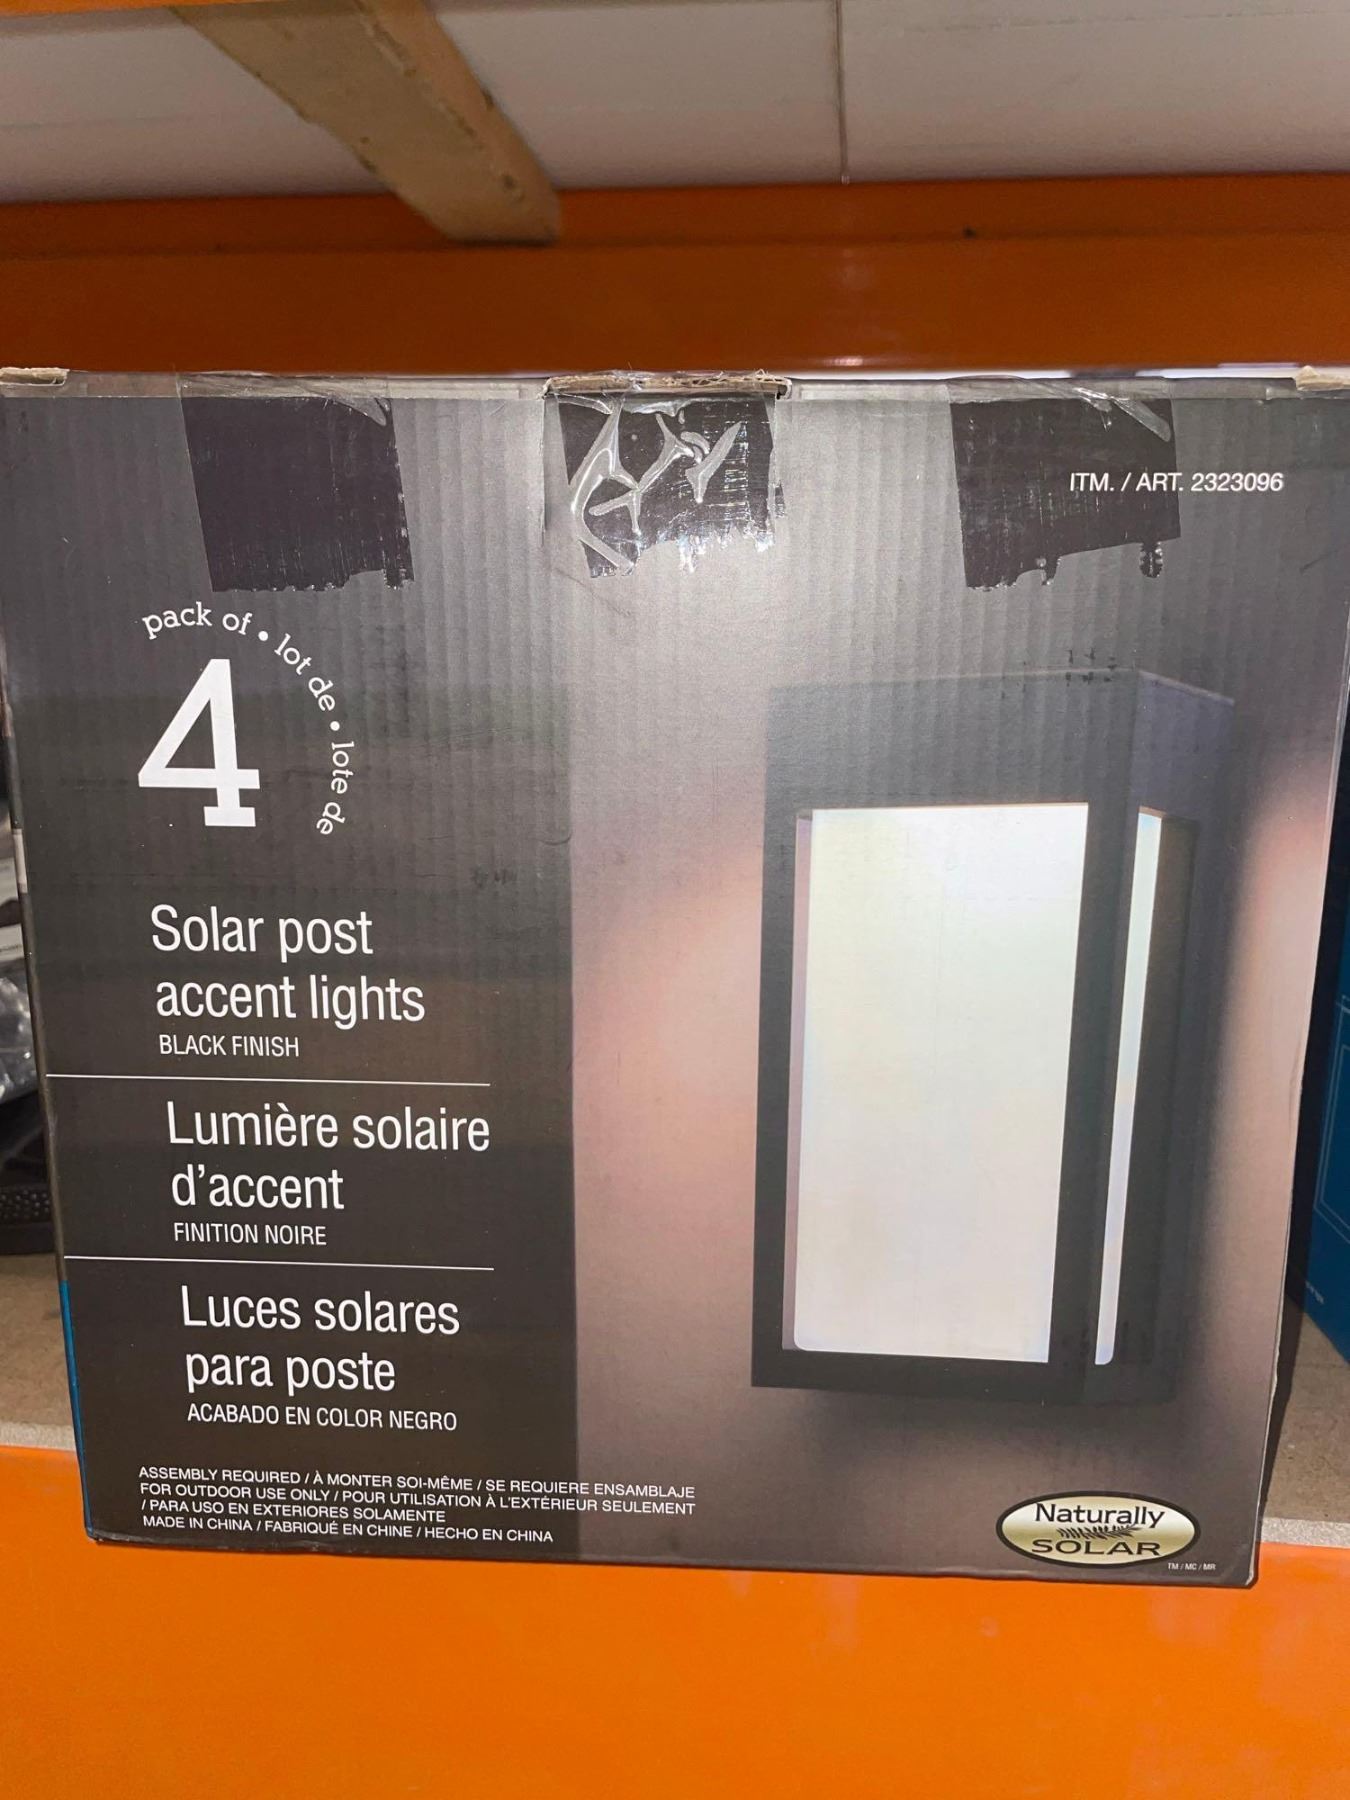 ITM. / ART. 2323096
pack of • lot de • lote de
4
Solar post
accent lights
BLACK FINISH
Lumière solaire
d'accent
FINITION NOIRE
Luces solares
para poste
ACABADO EN COLOR NEGRO
ASSEMBLY REQUIRED / À MONTER SOI-MÊME / SE REQUIERE ENSAMBLAJE
FOR OUTDOOR USE ONLY / POUR UTILISATION À L'EXTÉRIEUR SEULEMENT
/ PARA USO EN EXTERIORES SOLAMENTE
MADE IN CHINA / FABRIQUÉ EN CHINE / HECHO EN CHINA
Naturally
SOLAR
TM / MC / MR